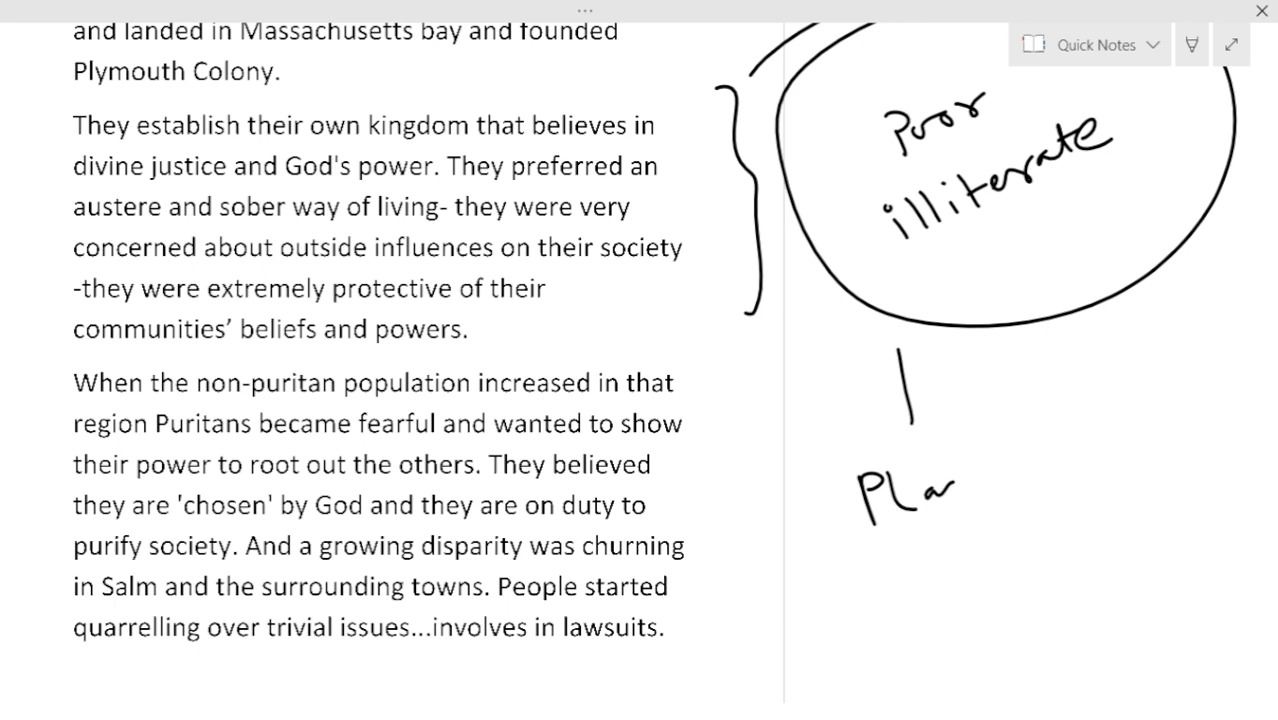 and landed in Massachusetts bay and founded
Plymouth Colony.
They establish their own kingdom that believes in
divine justice and God's power. They preferred an
austere and sober way of living- they were very
concerned about outside influences on their society
-they were extremely protective of their
communities’ beliefs and powers.
When the non-puritan population increased in that
region Puritans became fearful and wanted to show
their power to root out the others. They believed
they are 'chosen' by God and they are on duty to
purify society. And a growing disparity was churning
in Salm and the surrounding towns. People started
quarrelling over trivial issues...involves in lawsuits.
Quick Notes
Poor
illiterate
Pla